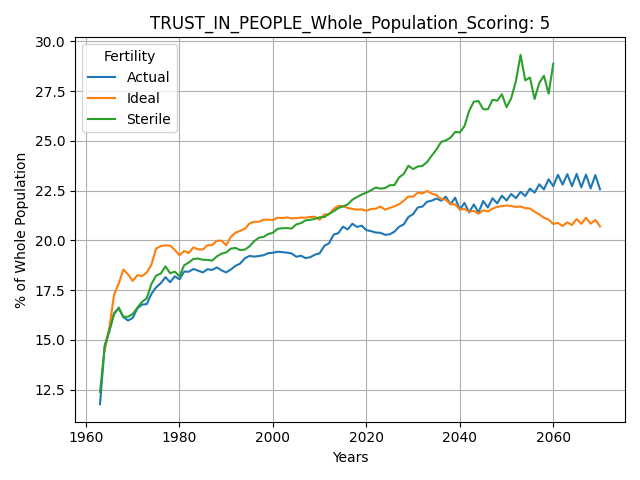 TRUST_IN_PEOPLE_Whole_Population_Scoring: 5
30.0
27.5
25.0
22.5
20.0
17.5
15.0
12.5
% of Whole Population
Fertility
Actual
Ideal
Sterile
1960 1980 2000 2020 2040 2060
Years